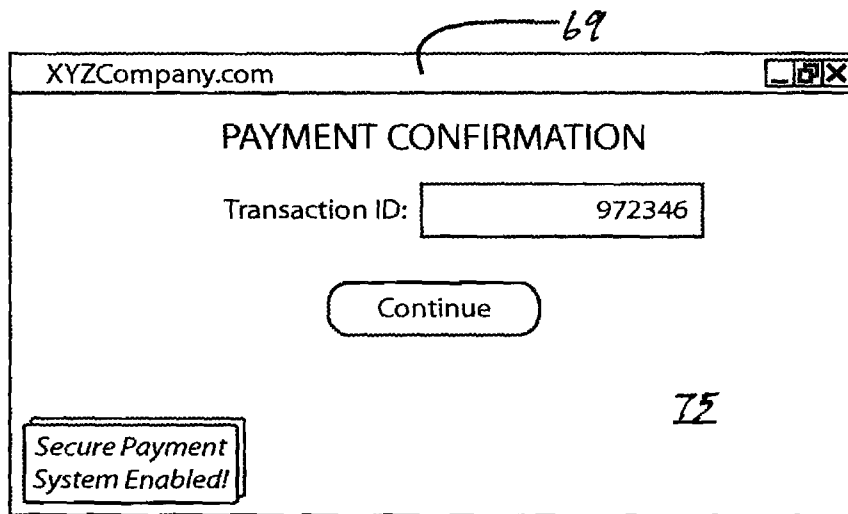 69
XYZCompany.com
PAYMENT CONFIRMATION
Transaction ID: 972346
Continue
75
Secure Payment
System Enabled!